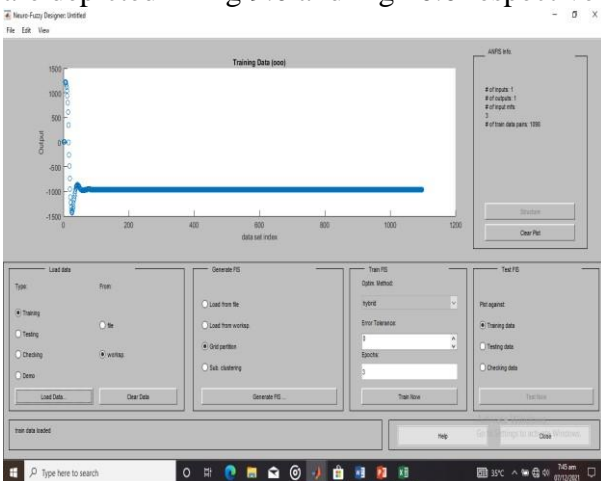 Neuro-Fuzzy Designer: Untitled
File Edit View
Training Data (ooo)
1500
1000
500
0
-500
-1000
-1500
Output
0 200 400 600 800 1000 1200
data set index
ANFIS Info.
# of inputs: 1
# of outputs: 1
# of input mfs:
3
Structure
Clear Plot
Load data
Type: From:
Training
Testing
Checking
Demo
file
worksp.
Load Data... Clear Data
Generate FIS
Load from file
Load from worksp.
Grid partition
Sub. clustering
Generate FIS ...
Train FIS
Optim. Method:
hybrid
Error Tolerance:
0
Epochs:
3
Train Now
Test FIS
Plot against:
Training data
Testing data
Checking data
Test Now
train data loaded
Help Close
Type here to search
35°C
7:45 am
07/12/2021